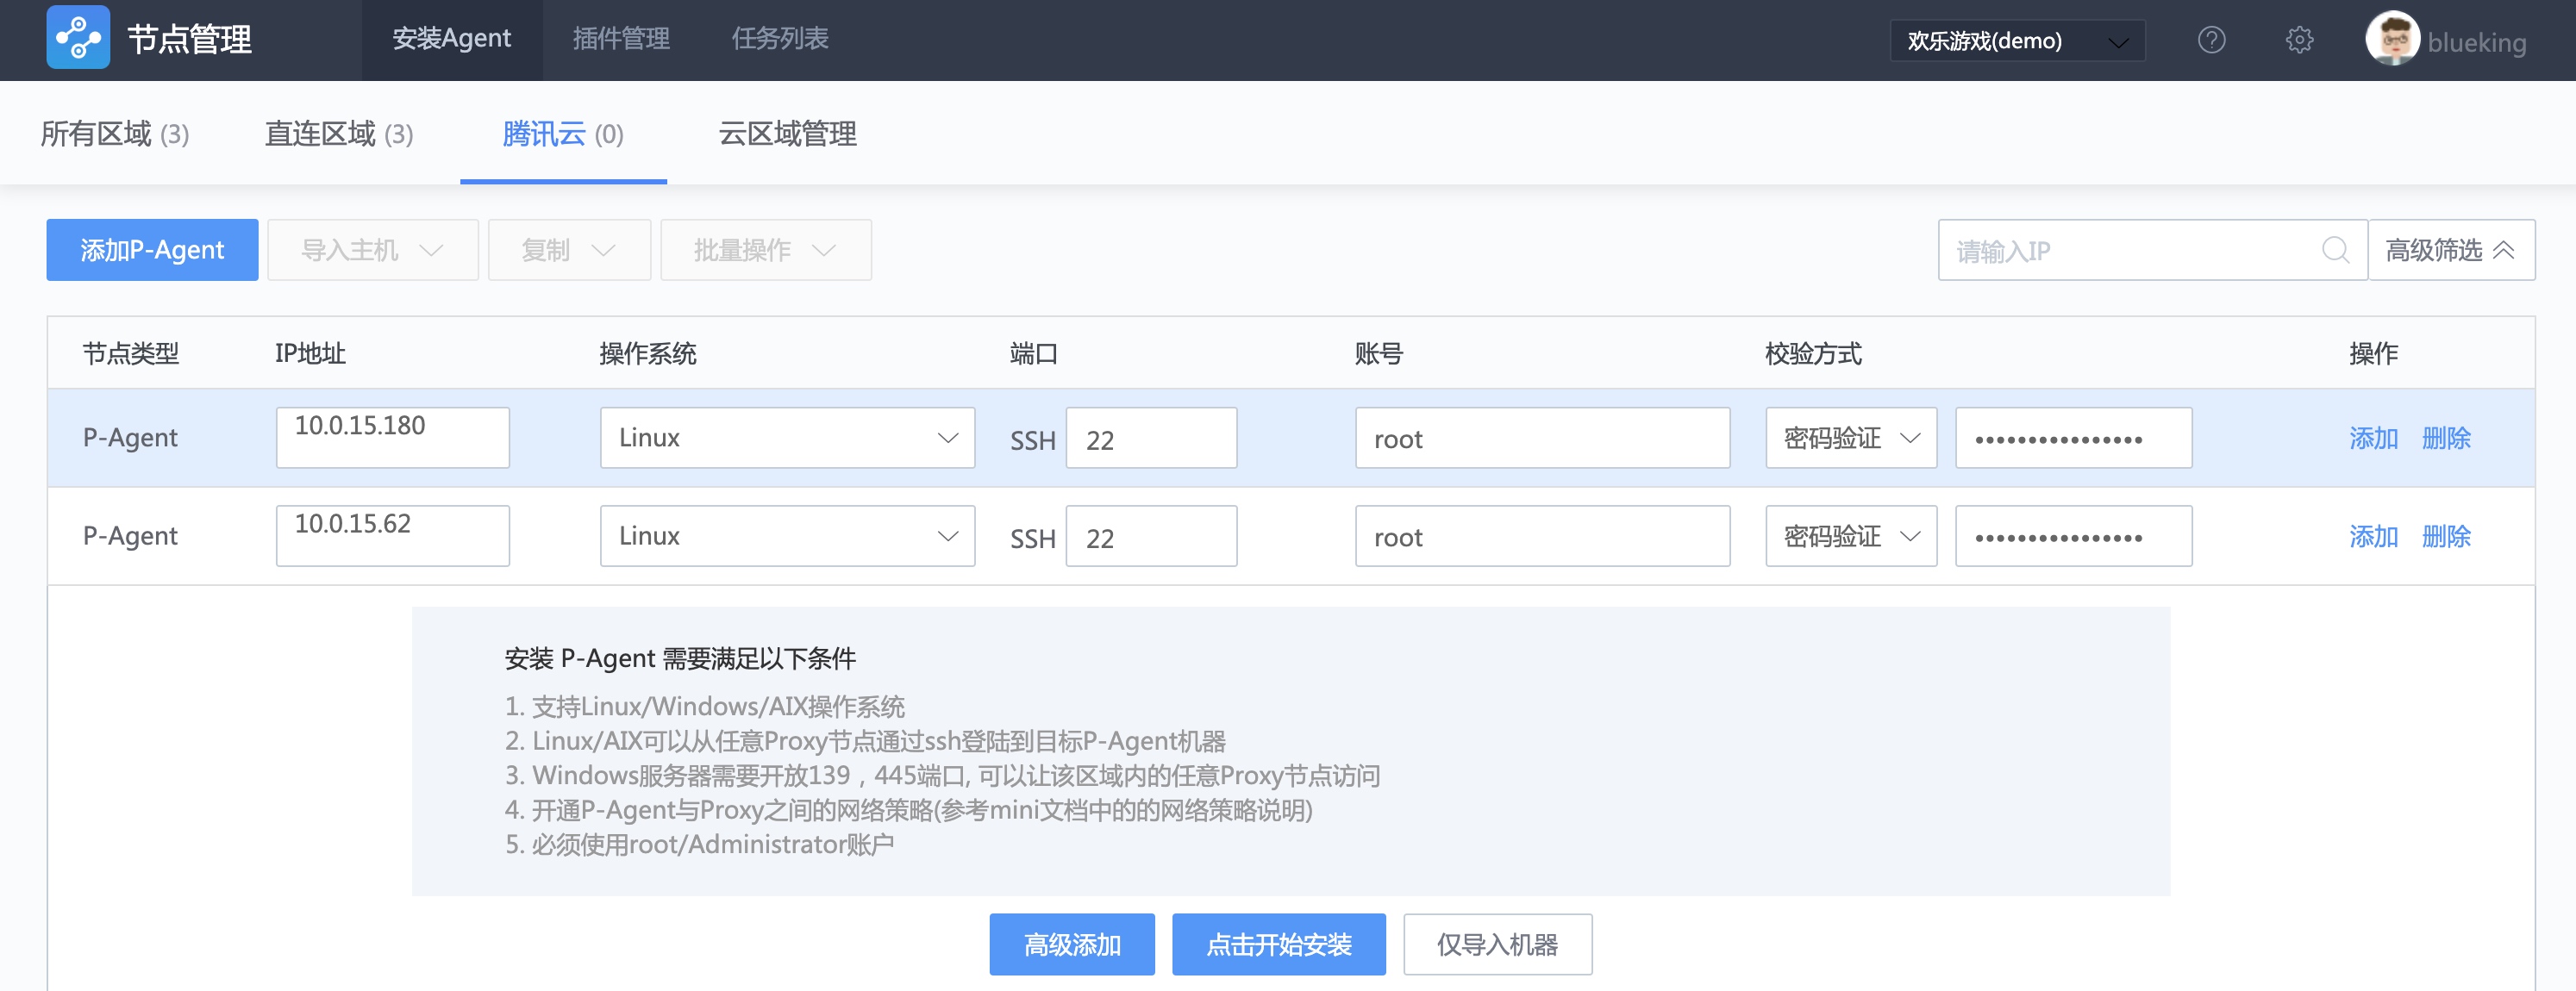 节点管理 安装Agent 插件管理 任务列表 欢乐游戏(demo) blueking
所有区域 (3) 直连区域 (3) 腾讯云 (0) 云区域管理
添加P-Agent 导入主机 复制 批量操作 请输入IP 高级筛选
节点类型 IP地址 操作系统 端口 账号 校验方式 操作
P-Agent 10.0.15.180 Linux SSH 22 root 密码验证 •••••••••••••••• 添加 删除
P-Agent 10.0.15.62 Linux SSH 22 root 密码验证 •••••••••••••••• 添加 删除
安装 P-Agent 需要满足以下条件
1. 支持Linux/Windows/AIX操作系统
2. Linux/AIX可以从任意Proxy节点通过ssh登陆到目标P-Agent机器
3. Windows服务器需要开放139，445端口, 可以让该区域内的任意Proxy节点访问
4. 开通P-Agent与Proxy之间的网络策略(参考mini文档中的的网络策略说明)
5. 必须使用root/Administrator账户
高级添加 点击开始安装 仅导入机器